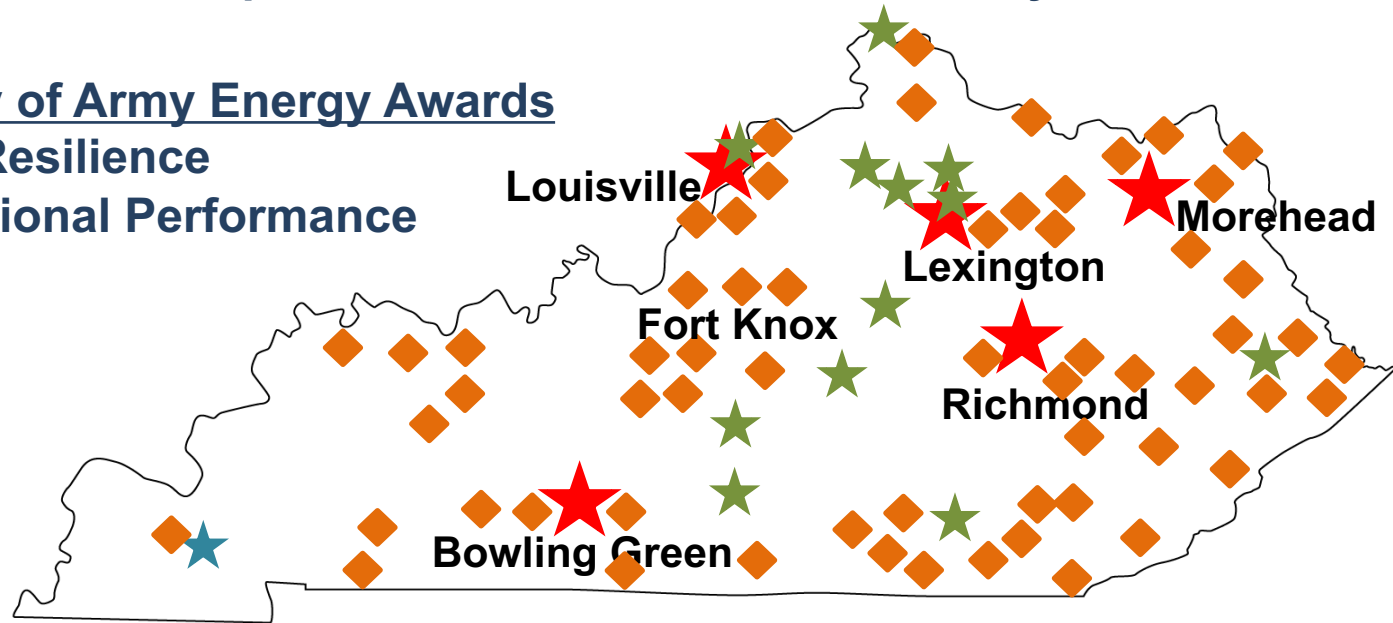 y of Army Energy Awards
Resilience
ional Performance
Louisville
Morehead
Lexington
Fort Knox
Richmond
Bowling Green